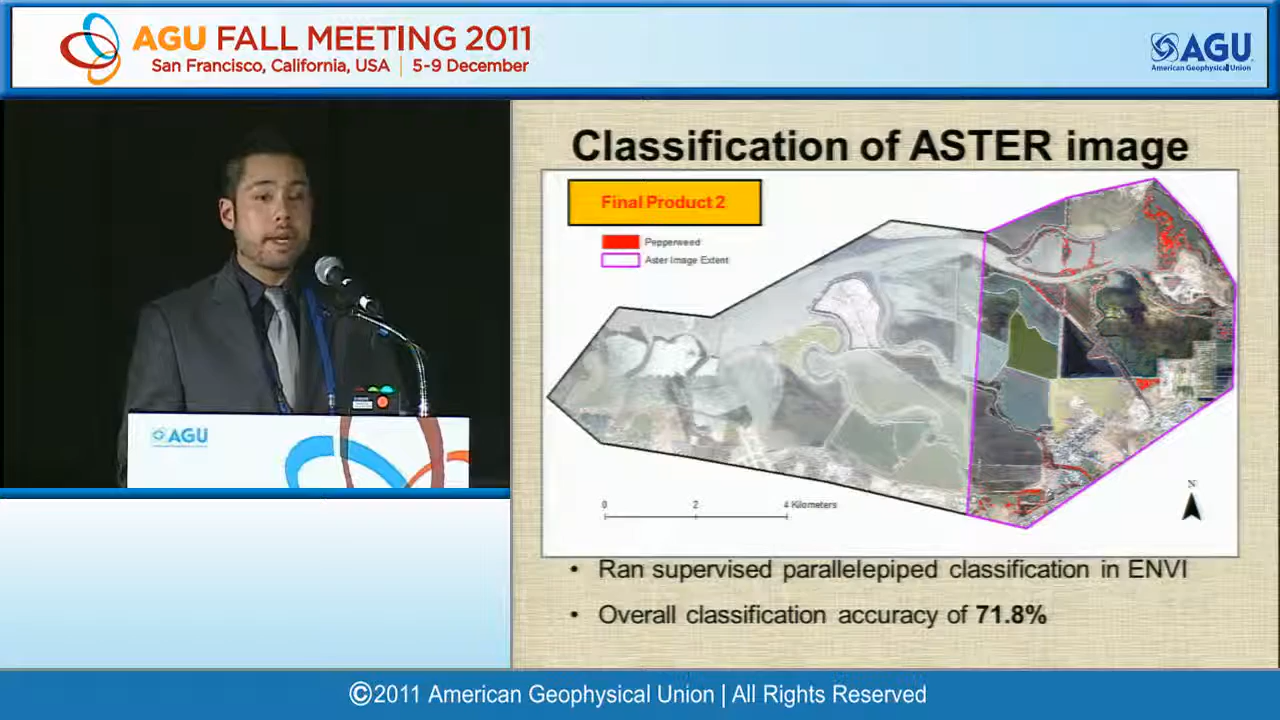 AGU FALL MEETING 2011
San Francisco, California, USA | 5-9 December
AGU
American Geophysical Union
Classification of ASTER image
Final Product 2
Pepperweed
Aster Image Extent
N
0 2 4 Kilometers
AGU
• Ran supervised parallelepiped classification in ENVI
• Overall classification accuracy of 71.8%
©2011 American Geophysical Union | All Rights Reserved